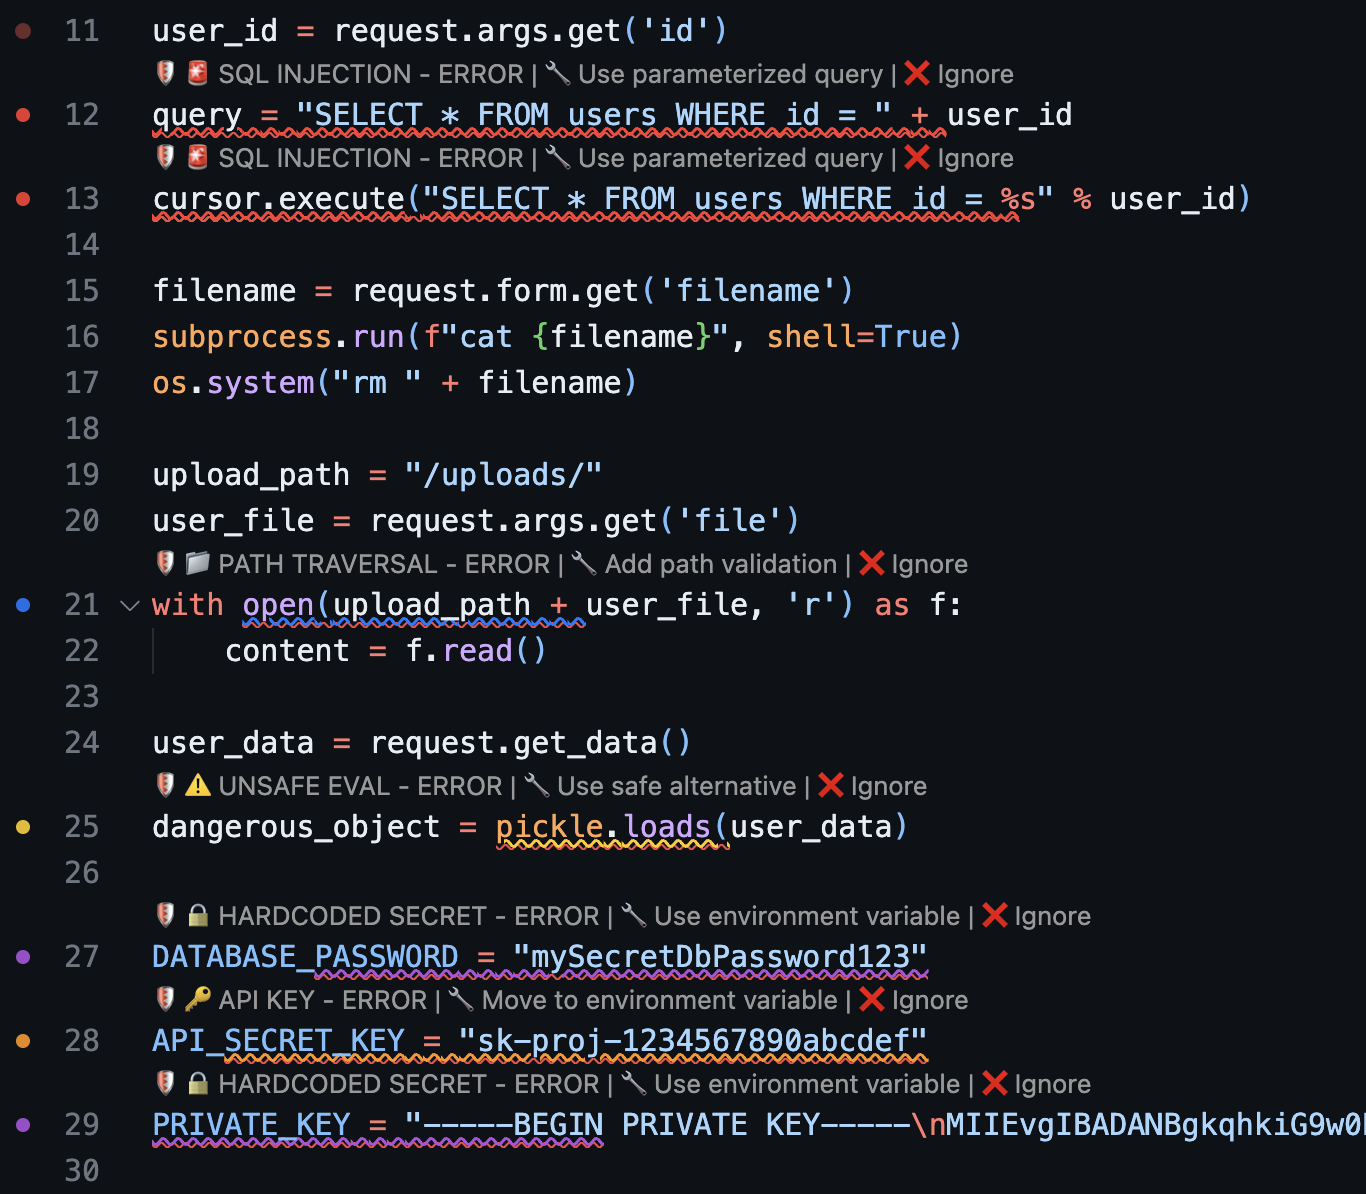 11 user_id = request.args.get('id')
SQL INJECTION - ERROR | Use parameterized query | Ignore
12 query = "SELECT * FROM users WHERE id = " + user_id
SQL INJECTION - ERROR | Use parameterized query | Ignore
13 cursor.execute("SELECT * FROM users WHERE id = %s" % user_id)
14
15 filename = request.form.get('filename')
16 subprocess.run(f"cat {filename}", shell=True)
17 os.system("rm " + filename)
18
19 upload_path = "/uploads/"
20 user_file = request.args.get('file')
PATH TRAVERSAL - ERROR | Add path validation | Ignore
21 with open(upload_path + user_file, 'r') as f:
22     content = f.read()
23
24 user_data = request.get_data()
UNSAFE EVAL - ERROR | Use safe alternative | Ignore
25 dangerous_object = pickle.loads(user_data)
26
HARDCODED SECRET - ERROR | Use environment variable | Ignore
27 DATABASE_PASSWORD = "mySecretDbPassword123"
API KEY - ERROR | Move to environment variable | Ignore
28 API_SECRET_KEY = "sk-proj-1234567890abcdef"
HARDCODED SECRET - ERROR | Use environment variable | Ignore
29 PRIVATE_KEY = "-----BEGIN PRIVATE KEY-----\nMIIEvgIBADANBgkqhkiG9w0
30